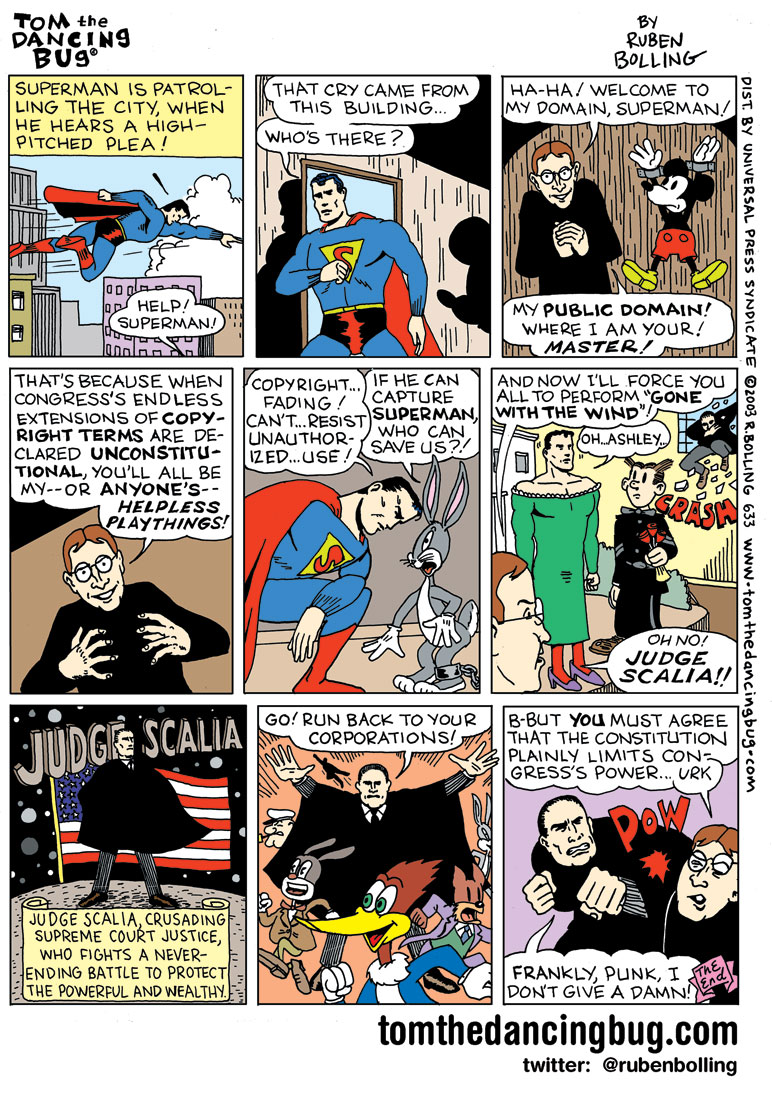 TOM the
DANCING
BUG®
BY
RUBEN
BOLLING
SUPERMAN IS PATROL-
LING THE CITY, WHEN
HE HEARS A HIGH-
PITCHED PLEA!
!
HELP!
SUPERMAN!
THAT CRY CAME FROM
THIS BUILDING...
WHO'S THERE?
S
HA-HA! WELCOME TO
MY DOMAIN, SUPERMAN!
MY PUBLIC DOMAIN!
WHERE I AM YOUR!
MASTER!
THAT'S BECAUSE WHEN
CONGRESS'S ENDLESS
EXTENSIONS OF COPY-
RIGHT TERMS ARE DE-
CLARED UNCONSTITU-
TIONAL, YOU'LL ALL BE
MY--OR ANYONE'S--
HELPLESS
PLAYTHINGS!
COPYRIGHT...
FADING!
CAN'T...RESIST
UNAUTHOR-
IZED...USE!
IF HE CAN
CAPTURE
SUPERMAN,
WHO CAN
SAVE US?!
S
AND NOW I'LL FORCE YOU
ALL TO PERFORM "GONE
WITH THE WIND"!
OH...ASHLEY...
CRASH
OH NO!
JUDGE
SCALIA!!
JUDGE SCALIA
JUDGE SCALIA, CRUSADING
SUPREME COURT JUSTICE,
WHO FIGHTS A NEVER-
ENDING BATTLE TO PROTECT
THE POWERFUL AND WEALTHY.
GO! RUN BACK TO YOUR
CORPORATIONS!
B-BUT YOU MUST AGREE
THAT THE CONSTITUTION
PLAINLY LIMITS CON-
GRESS'S POWER... URK
POW
FRANKLY, PUNK, I
DON'T GIVE A DAMN!
THE
END
DIST. BY UNIVERSAL PRESS SYNDICATE ©2003 R.BOLLING 633 www.tomthedancingbug.com
tomthedancingbug.com
twitter: @rubenbolling